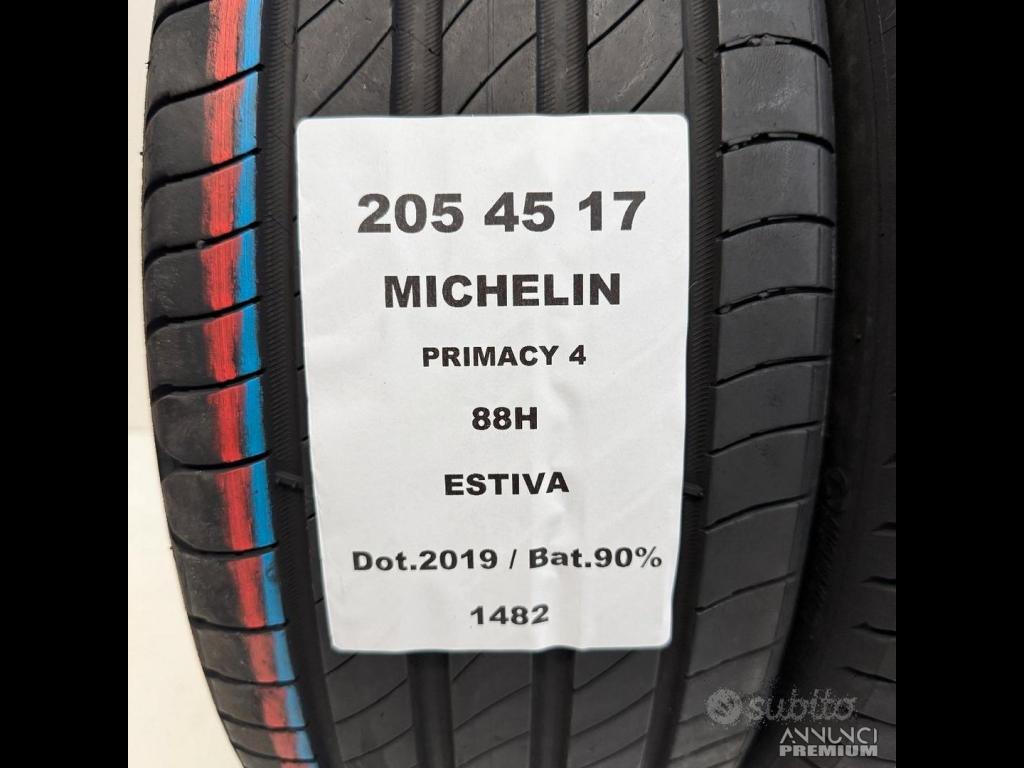 205 45 17
MICHELIN
PRIMACY 4
88H
ESTIVA
Dot.2019 / Bat.90%
1482
subito
ANNUNCI
PREMIUM